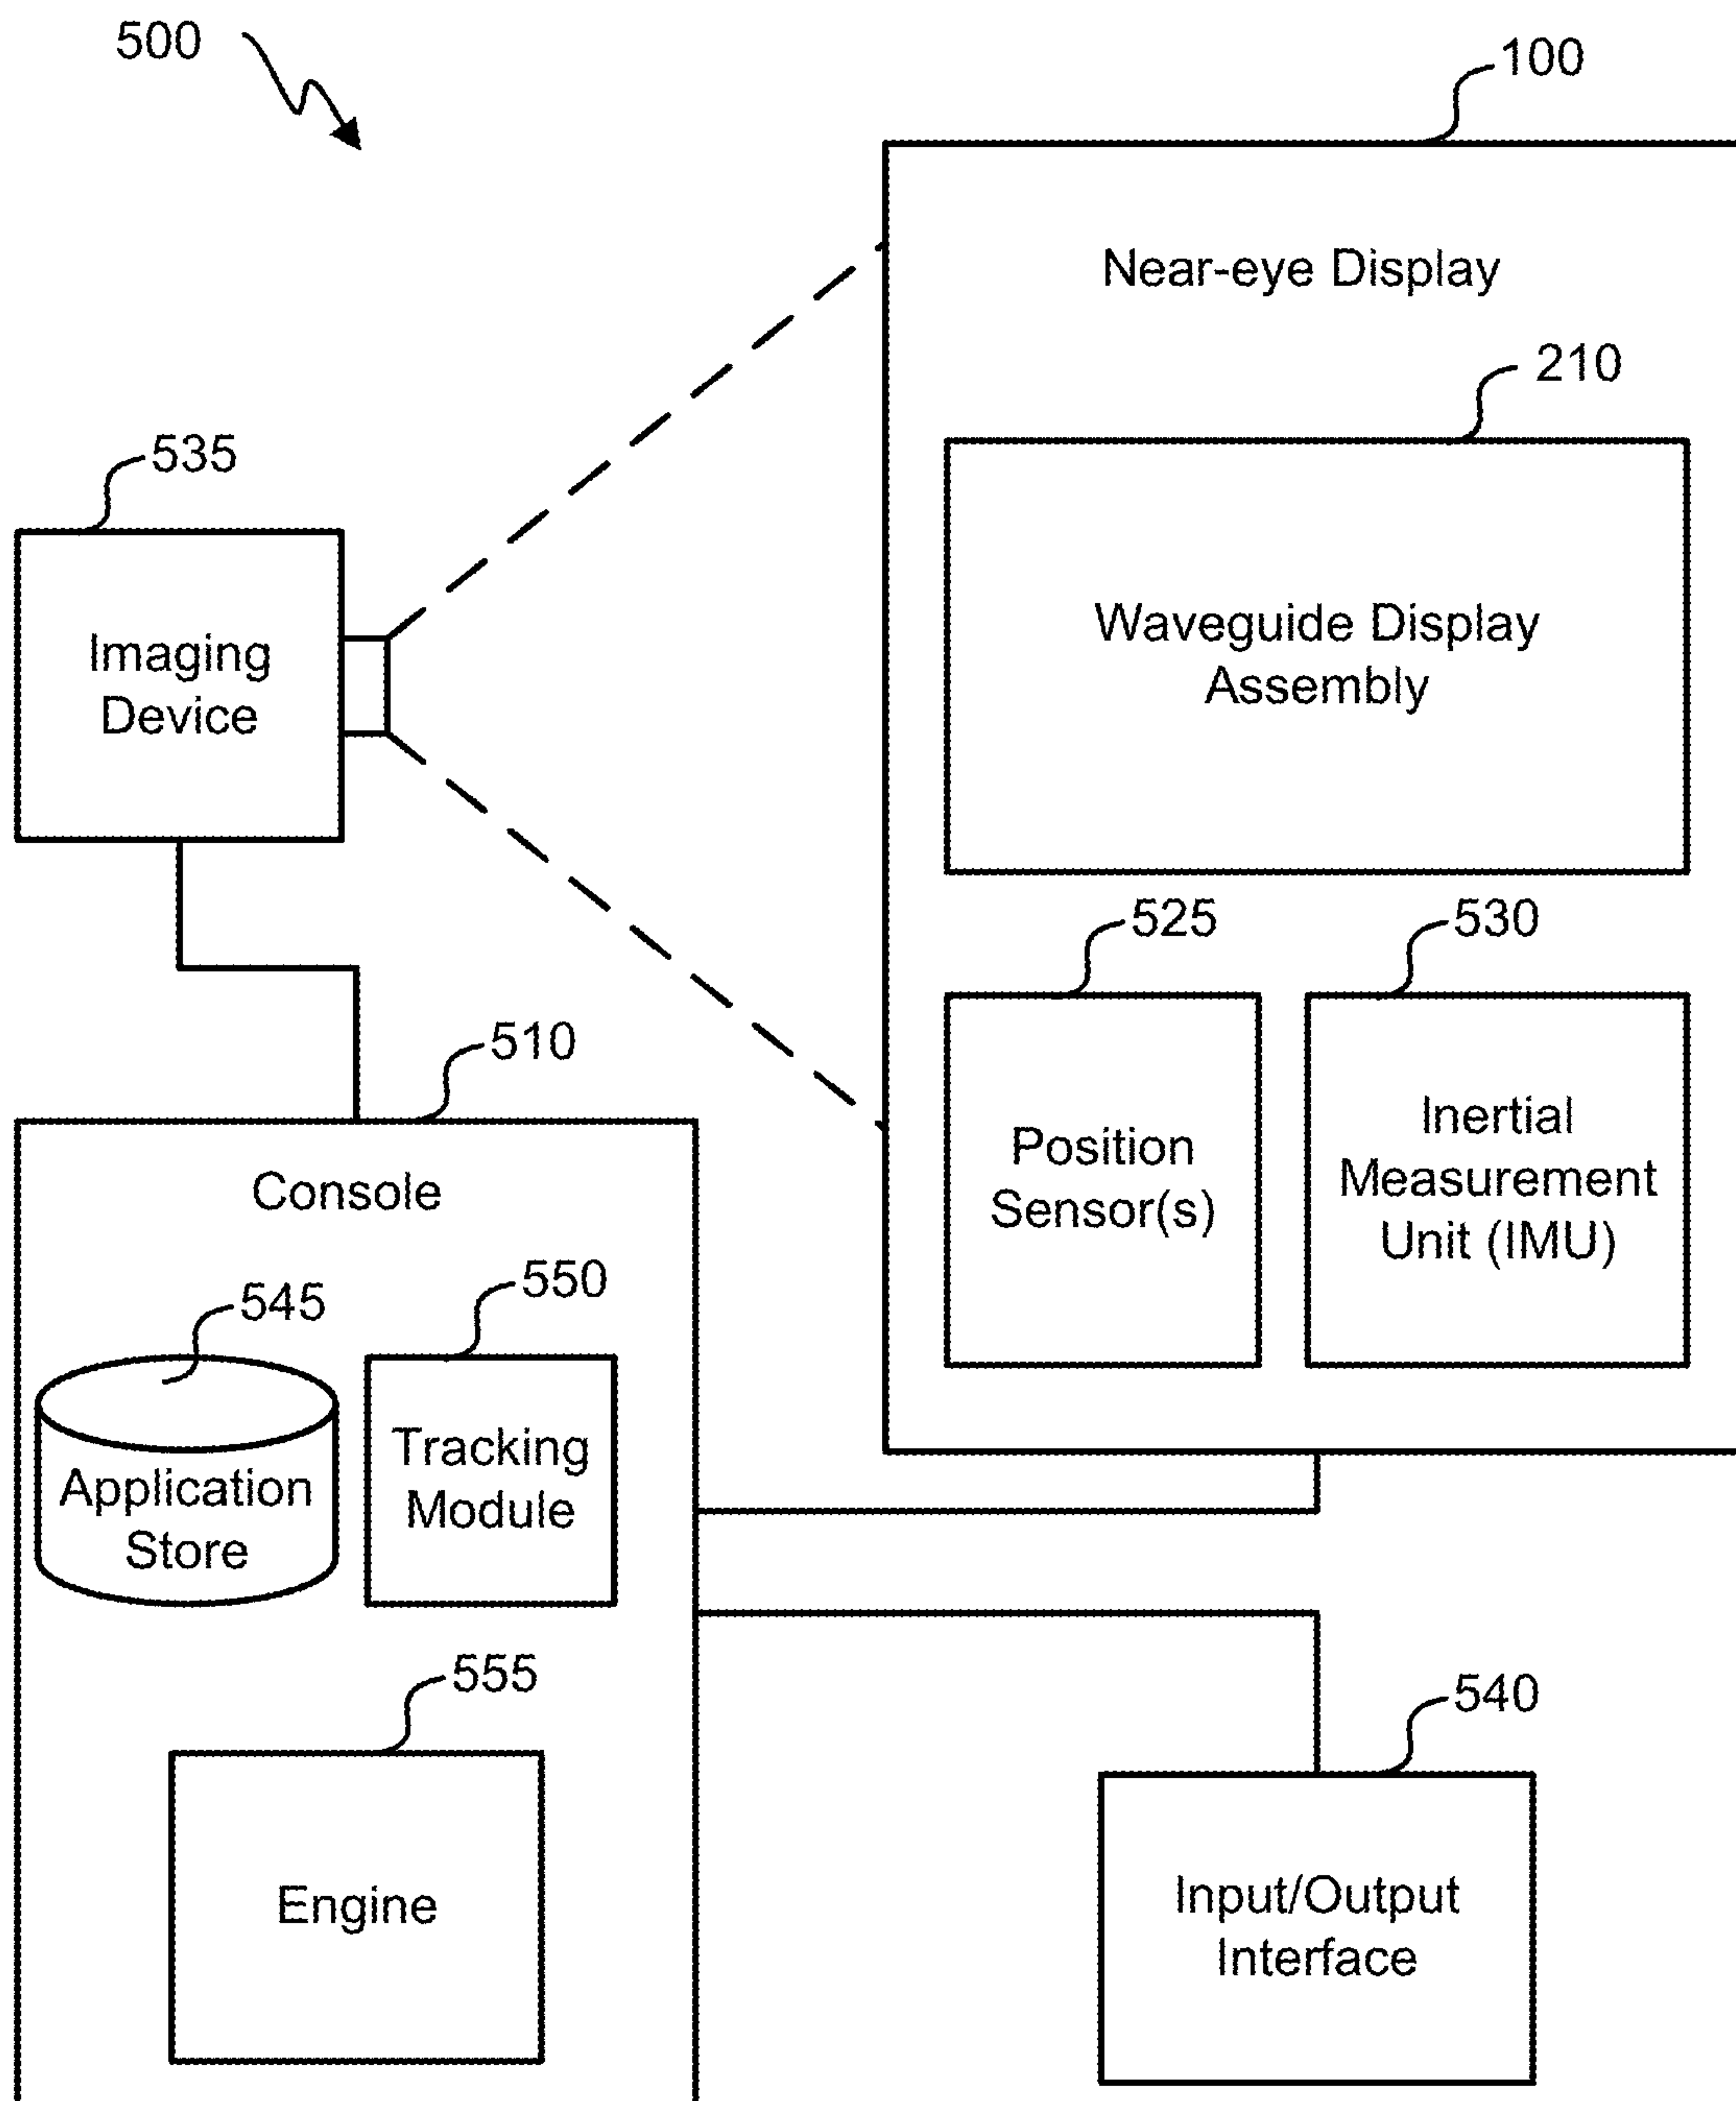 500
100
Near-eye Display
210
Waveguide Display
Assembly
535
Imaging
Device
525
530
Position
Sensor(s)
Inertial
Measurement
Unit (IMU)
510
Console
545
550
Application
Store
Tracking
Module
555
Engine
540
Input/Output
Interface